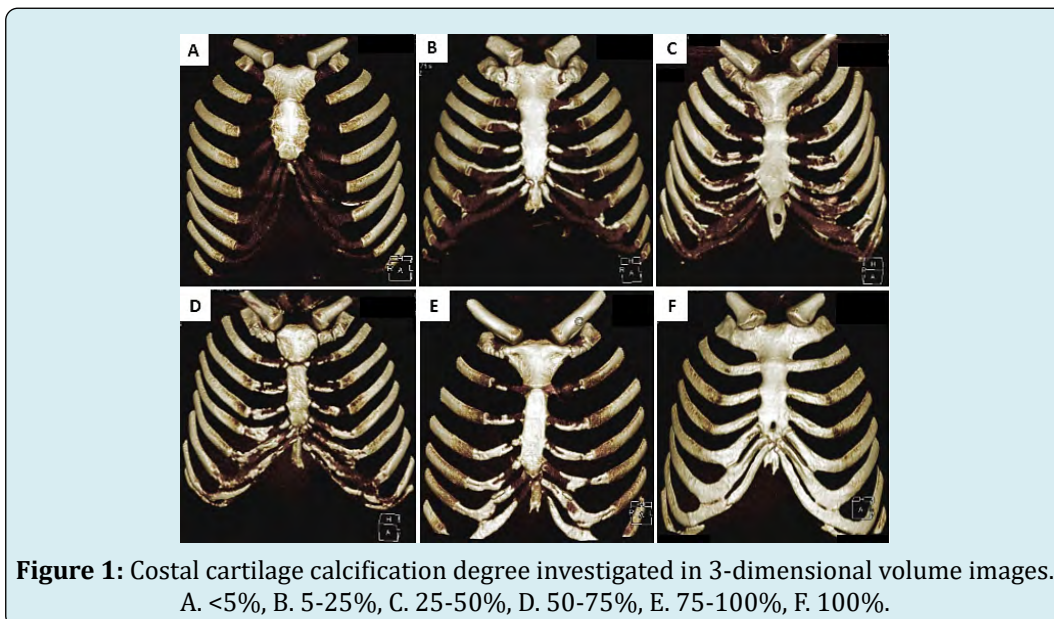 A
B
C
D
E
F
Figure 1: Costal cartilage calcification degree investigated in 3-dimensional volume images.
A. <5%, B. 5-25%, C. 25-50%, D. 50-75%, E. 75-100%, F. 100%.